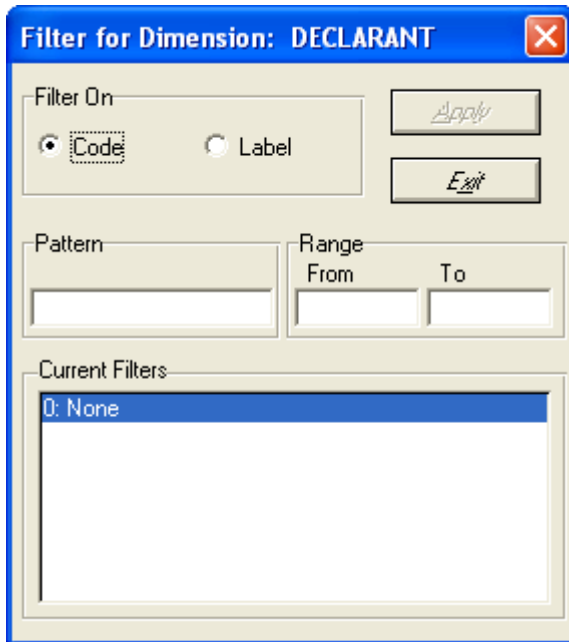 Filter for Dimension: DECLARANT
Filter On
Apply
Code
Label
Exit
Pattern
Range
From
To
Current Filters
0: None